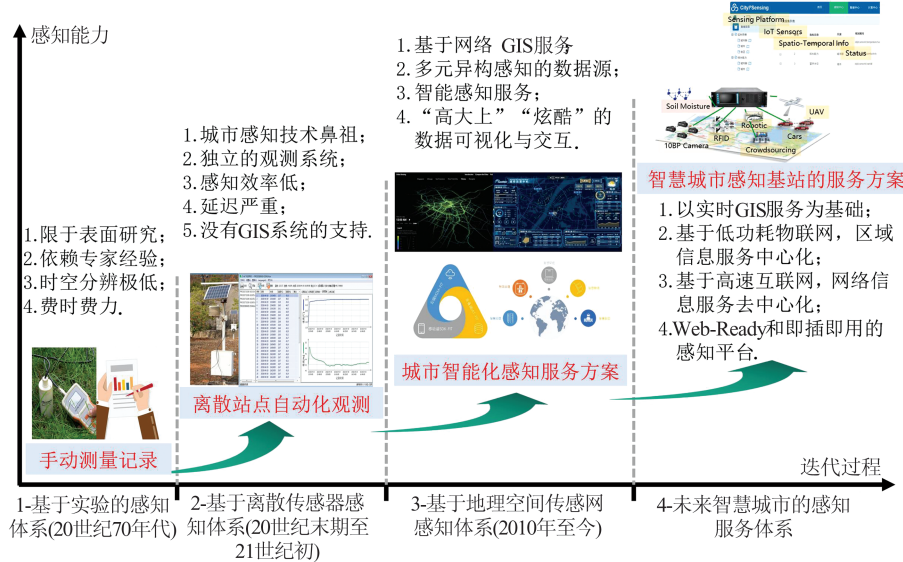 感知能力
1.限于表面研究；
2.依赖专家经验；
3.时空分辨极低；
4.费时费力.
手动测量记录
1-基于实验的感知
体系(20世纪70年代)
1.城市感知技术鼻祖；
2.独立的观测系统；
3.感知效率低；
4.延迟严重；
5.没有GIS系统的支持.
离散站点自动化观测
2-基于离散传感器感
知体系(20世纪末期至
21世纪初)
1.基于网络 GIS服务；
2.多元异构感知的数据源；
3.智能感知服务；
4.“高大上”“炫酷”的
数据可视化与交互.
城市智能化感知服务方案
3-基于地理空间传感网
感知体系(2010年至今)
CityFSensing
Sensing Platform
IoT Sensors
Spatio-Temporal Info
Status
Soil Moisture
UAV
Robotic
RFID
Cars
10BP Camera
Crowdsourcing
智慧城市感知基站的服务方案
1.以实时GIS服务为基础；
2.基于低功耗物联网，区域
信息服务中心化；
3.基于高速互联网，网络信
息服务去中心化；
4.Web-Ready和即插即用的
感知平台.
迭代过程
4-未来智慧城市的感知
服务体系